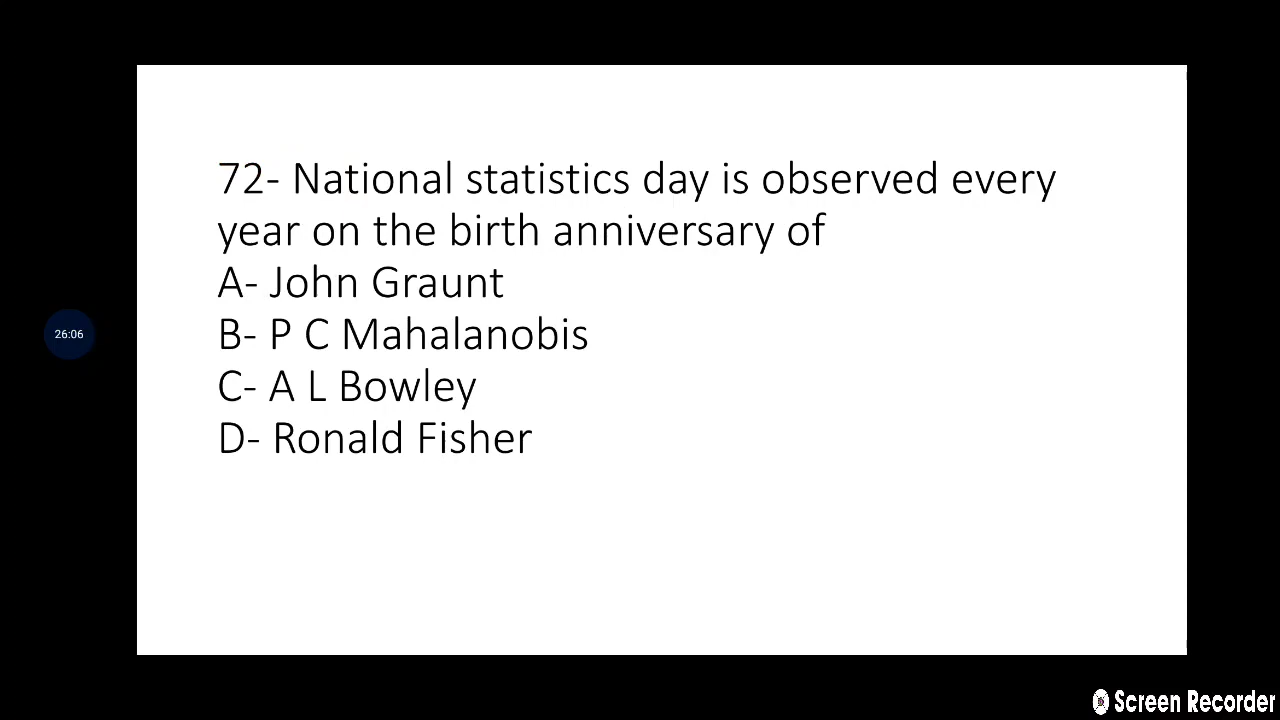 72- National statistics day is observed every
year on the birth anniversary of
A- John Graunt
B- P C Mahalanobis
C- A L Bowley
D- Ronald Fisher
26:06
Screen Recorder